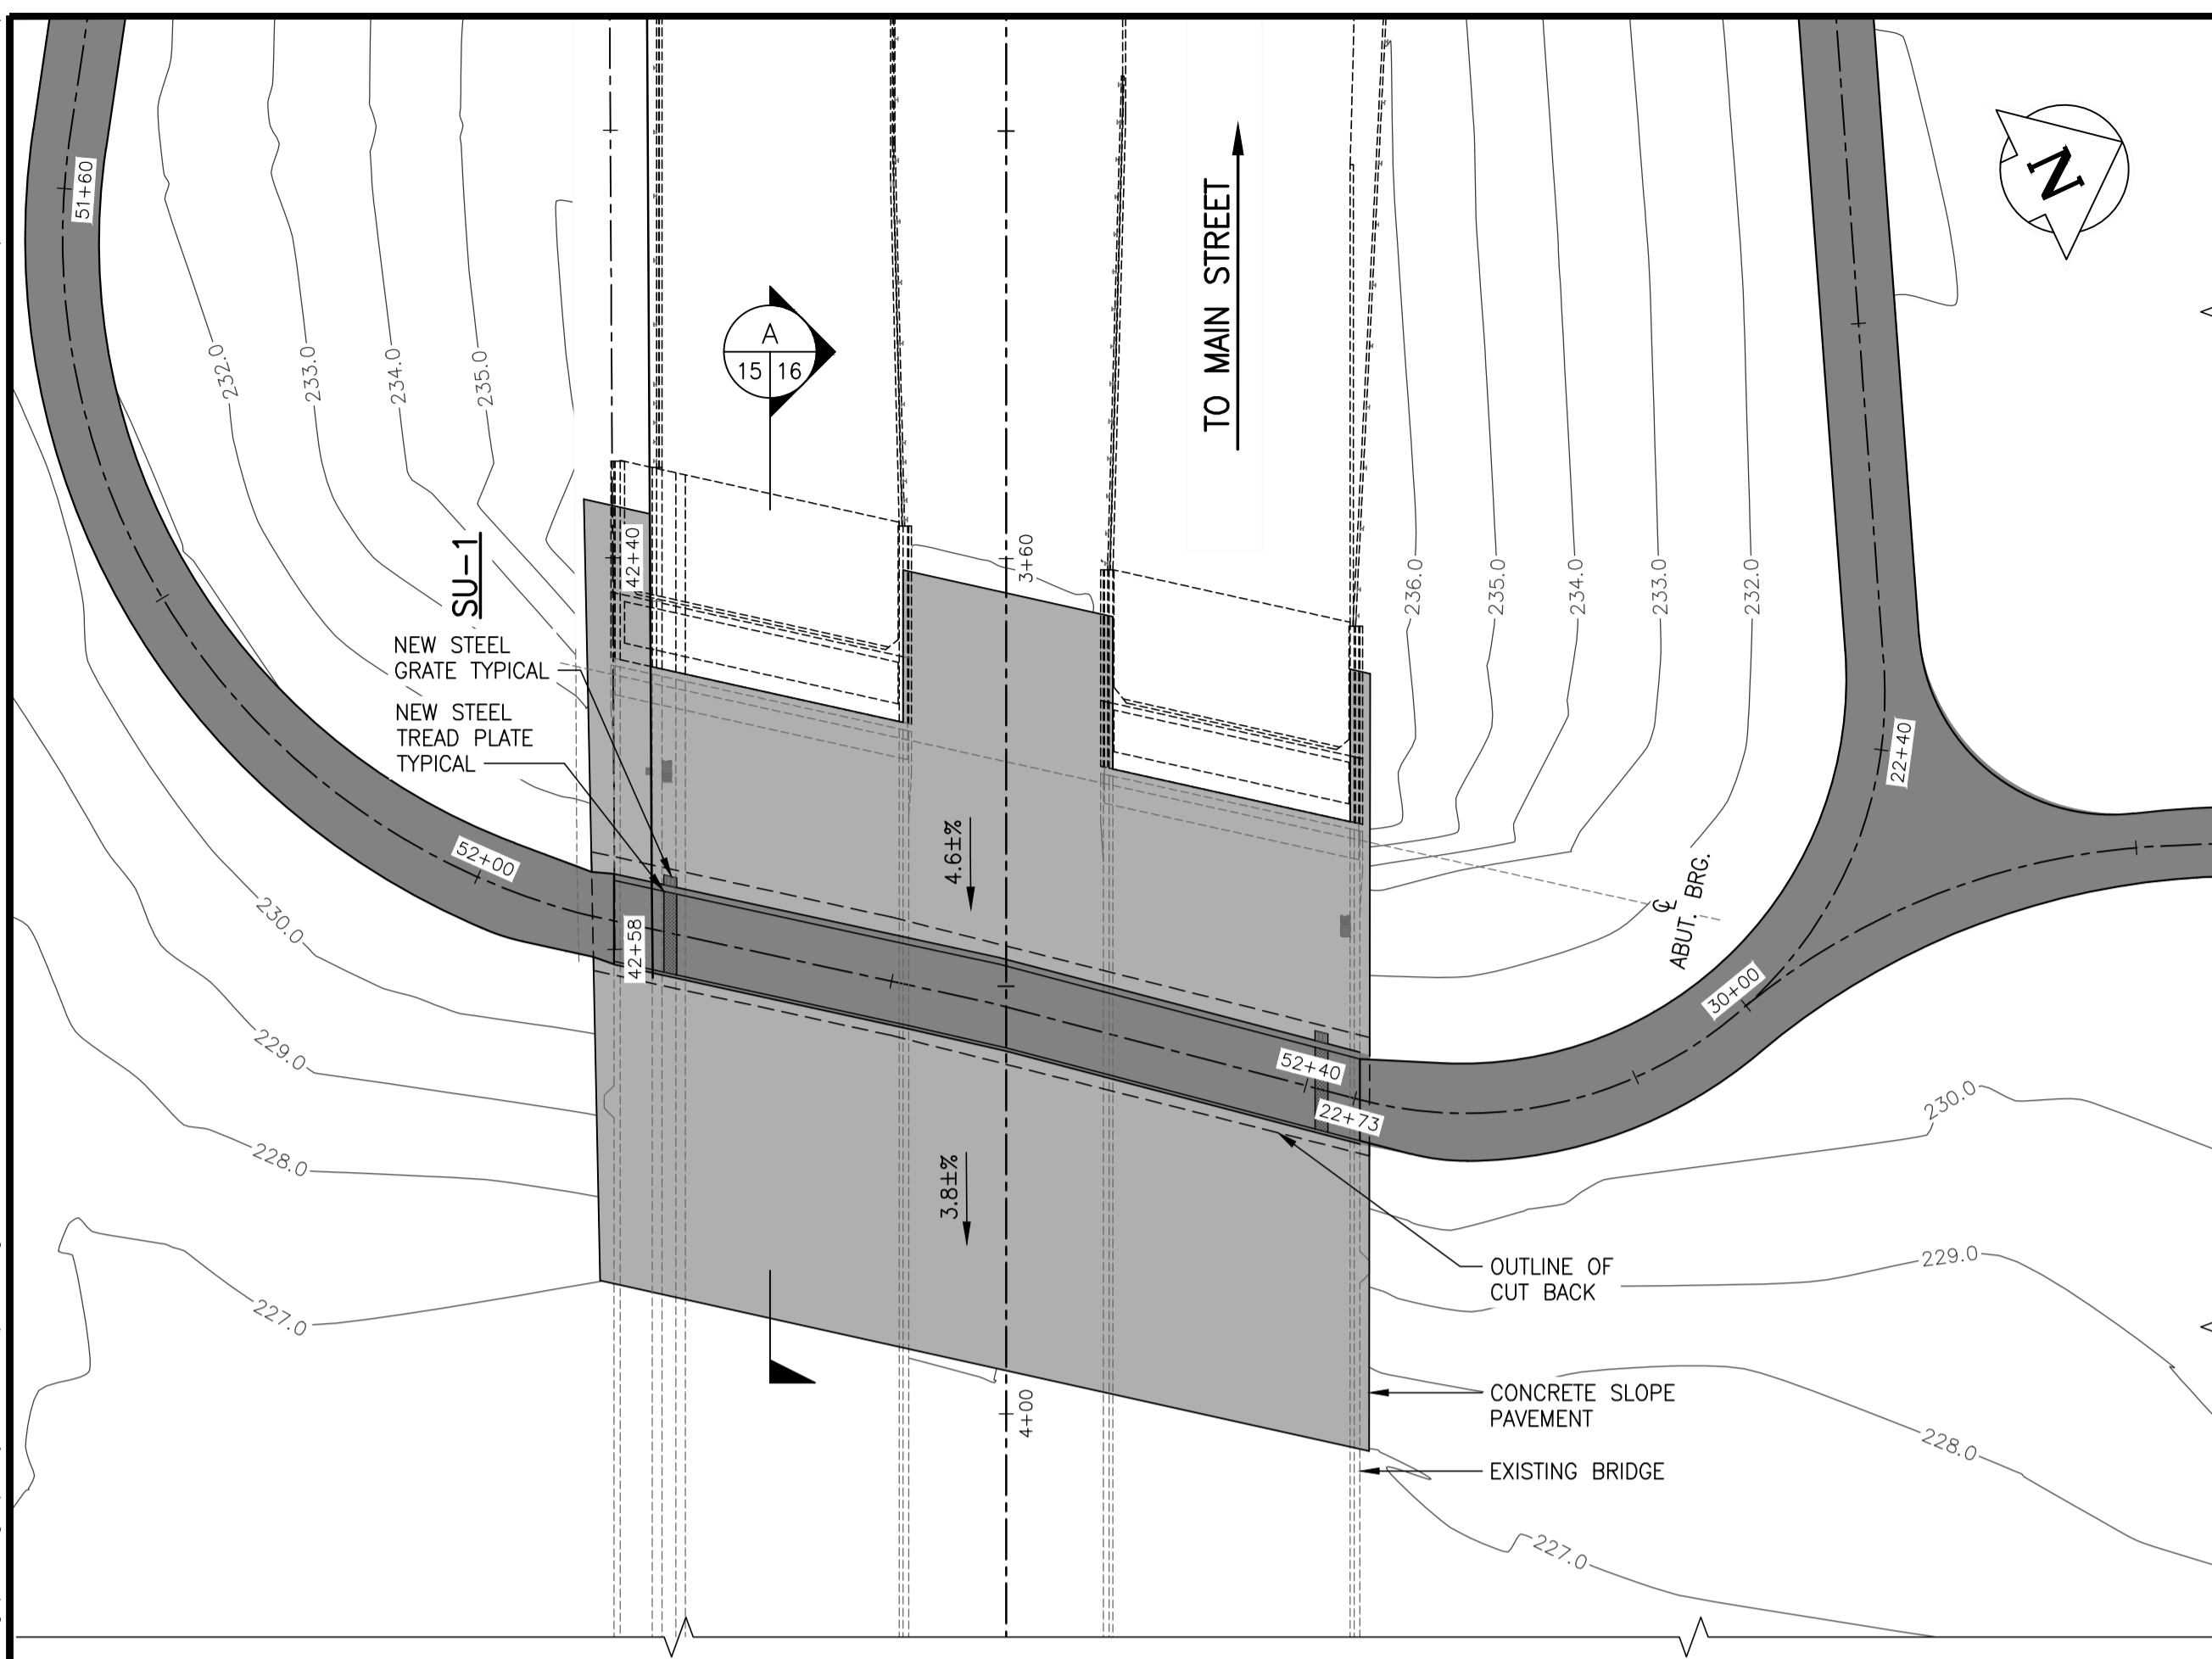 51+60
N
TO MAIN STREET
A
15 16
232.0
233.0
234.0
235.0
236.0
235.0
234.0
233.0
232.0
SU-1
42+40
3+60
NEW STEEL
GRATE TYPICAL
NEW STEEL
TREAD PLATE
TYPICAL
22+40
52+00
4.6±%
℄
ABUT. BRG.
230.0
42+58
30+00
229.0
52+40
22+73
230.0
228.0
3.8±%
OUTLINE OF
CUT BACK
229.0
227.0
4+00
CONCRETE SLOPE
PAVEMENT
228.0
EXISTING BRIDGE
227.0